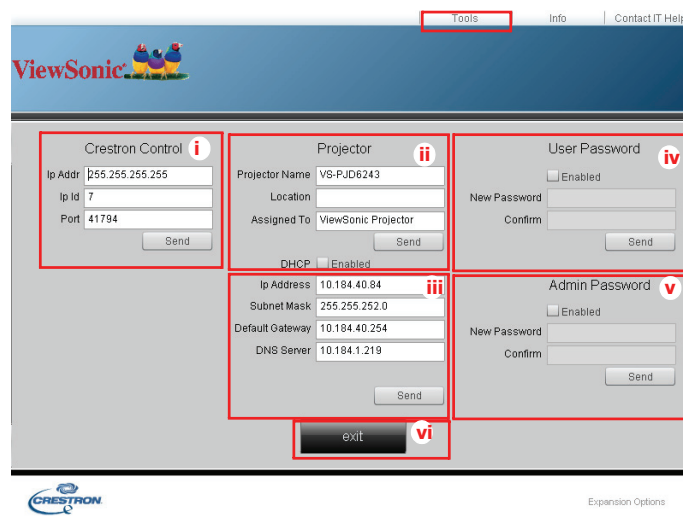 Tools Info Contact IT Help
ViewSonic
Crestron Control i
Ip Addr 255.255.255.255
Ip Id 7
Port 41794
Send
Projector ii
Projector Name VS-PJD6243
Location
Assigned To ViewSonic Projector
Send
DHCP Enabled
iii
Ip Address 10.184.40.84
Subnet Mask 255.255.252.0
Default Gateway 10.184.40.254
DNS Server 10.184.1.219
Send
User Password iv
Enabled
New Password
Confirm
Send
Admin Password v
Enabled
New Password
Confirm
Send
exit vi
CRESTRON
Expansion Options